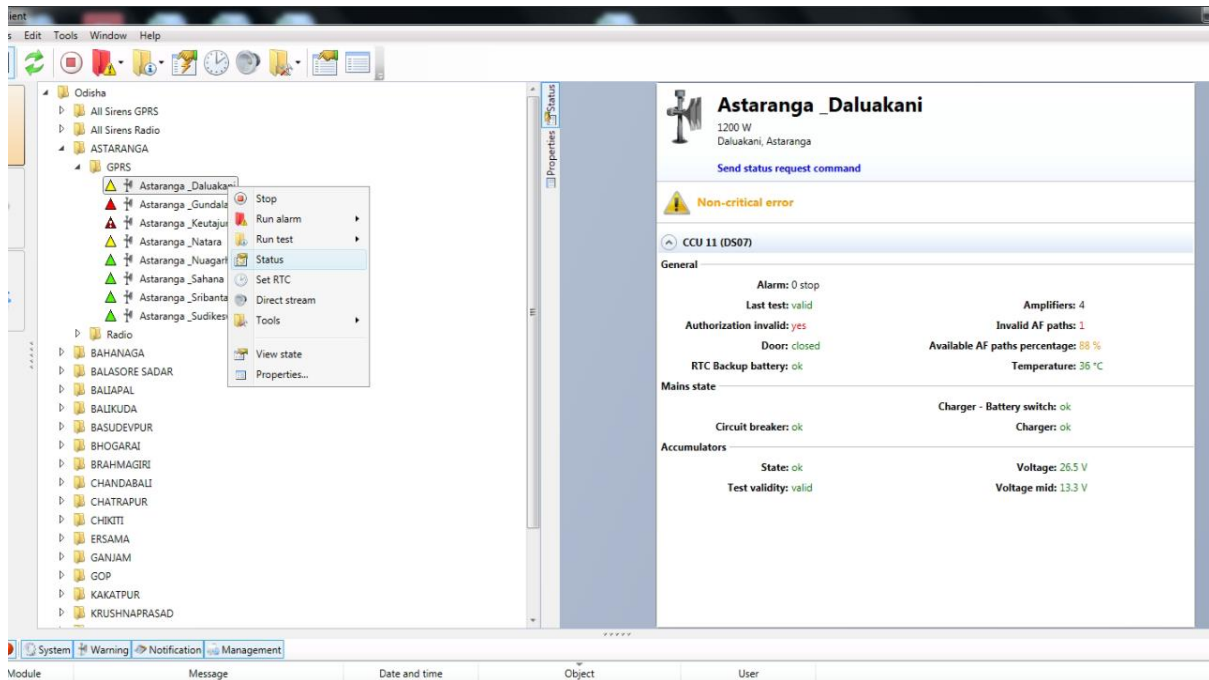 ient
s Edit Tools Window Help
Odisha
All Sirens GPRS
All Sirens Radio
ASTARANGA
GPRS
Astaranga _Daluakani
Astaranga _Gundala
Astaranga _Keutajun
Astaranga _Natara
Astaranga _Nuagarh
Astaranga _Sahana
Astaranga _Sribanta
Astaranga _Sudikes
Radio
BAHANAGA
BALASORE SADAR
BALIAPAL
BALIKUDA
BASUDEVPUR
BHOGARAI
BRAHMAGIRI
CHANDABALI
CHATRAPUR
CHIKITI
ERSAMA
GANJAM
GOP
KAKATPUR
KRUSHNAPRASAD
Stop
Run alarm
Run test
Status
Set RTC
Direct stream
Tools
View state
Properties...
Status
Properties
Astaranga _Daluakani
1200 W
Daluakani, Astaranga
Send status request command
Non-critical error
CCU 11 (DS07)
General
Alarm: 0 stop
Last test: valid Amplifiers: 4
Authorization invalid: yes Invalid AF paths: 1
Door: closed Available AF paths percentage: 88 %
RTC Backup battery: ok Temperature: 36 °C
Mains state
Charger - Battery switch: ok
Circuit breaker: ok Charger: ok
Accumulators
State: ok Voltage: 26.5 V
Test validity: valid Voltage mid: 13.3 V
System Warning Notification Management
Module Message Date and time Object User